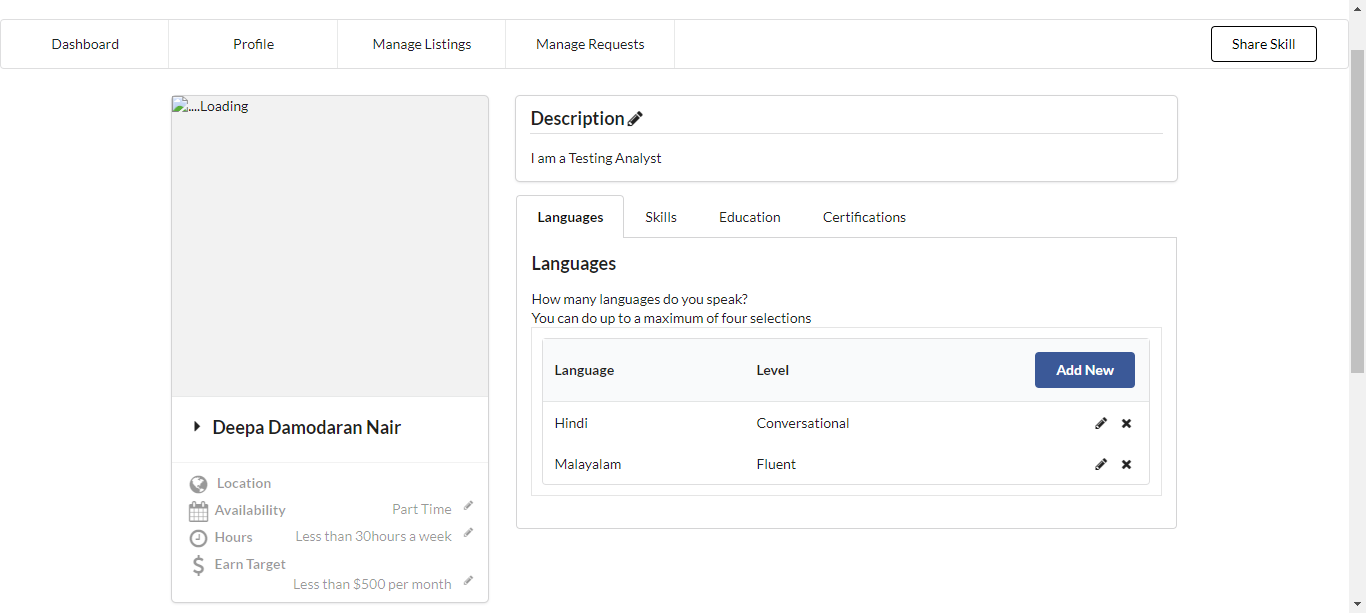 Dashboard Profile Manage Listings Manage Requests Share Skill
....Loading
Deepa Damodaran Nair
Location
Availability Part Time
Hours Less than 30hours a week
Earn Target
Less than $500 per month
Description
I am a Testing Analyst
Languages Skills Education Certifications
Languages
How many languages do you speak?
You can do up to a maximum of four selections
Language Level Add New
Hindi Conversational
Malayalam Fluent